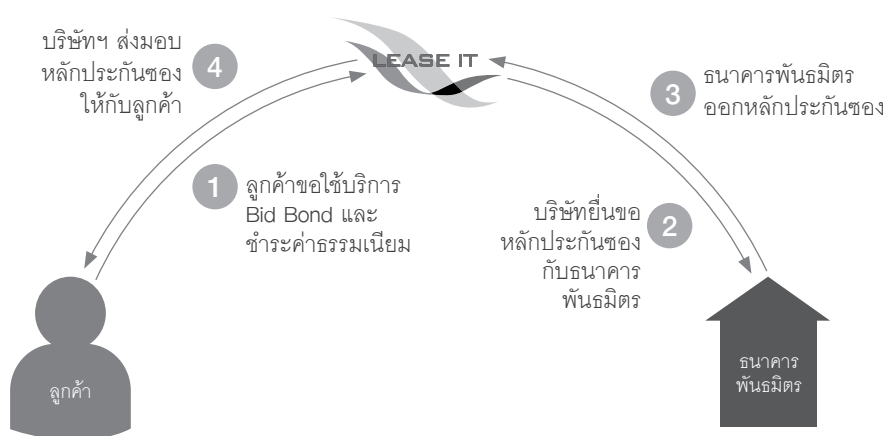 บริษัทฯ ส่งมอบ
หลักประกันซอง
ให้กับลูกค้า
4
LEASE IT
3
ธนาคารพันธมิตร
ออกหลักประกันซอง
1
ลูกค้าขอใช้บริการ
Bid Bond และ
ชำระค่าธรรมเนียม
บริษัทยื่นขอ
หลักประกันซอง
กับธนาคาร
พันธมิตร
2
ลูกค้า
ธนาคาร
พันธมิตร